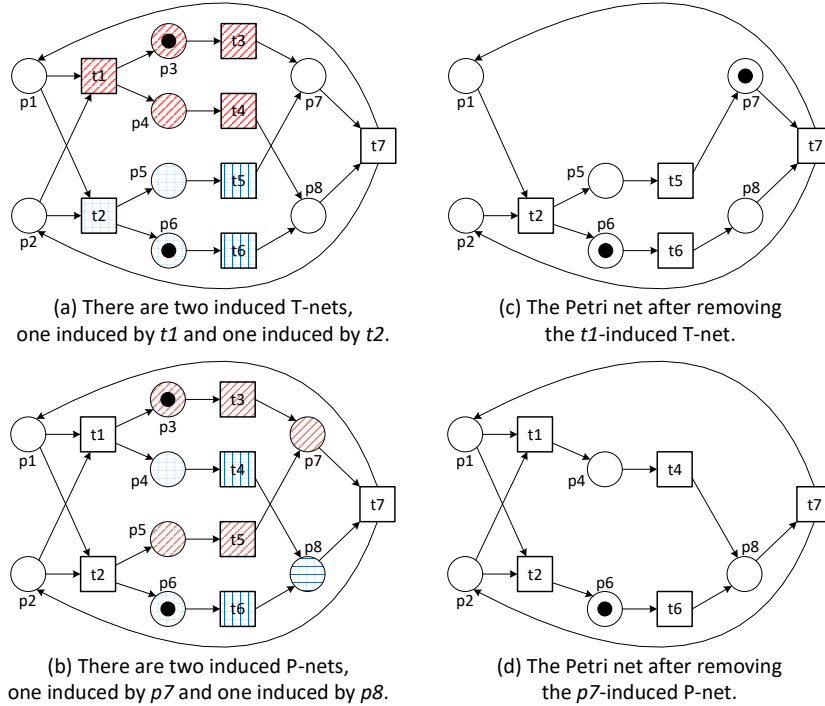 p1
t1
p3
t3
p4
t4
p7
t7
p5
t5
p8
p2
t2
p6
t6
(a) There are two induced T-nets,
one induced by t1 and one induced by t2.
p1
p7
t7
p5
t5
p8
p2
t2
p6
t6
(c) The Petri net after removing
the t1-induced T-net.
p1
t1
p3
t3
p4
t4
p7
t7
p5
t5
p8
p2
t2
p6
t6
(b) There are two induced P-nets,
one induced by p7 and one induced by p8.
p1
t1
p4
t4
t7
p8
p2
t2
p6
t6
(d) The Petri net after removing
the p7-induced P-net.